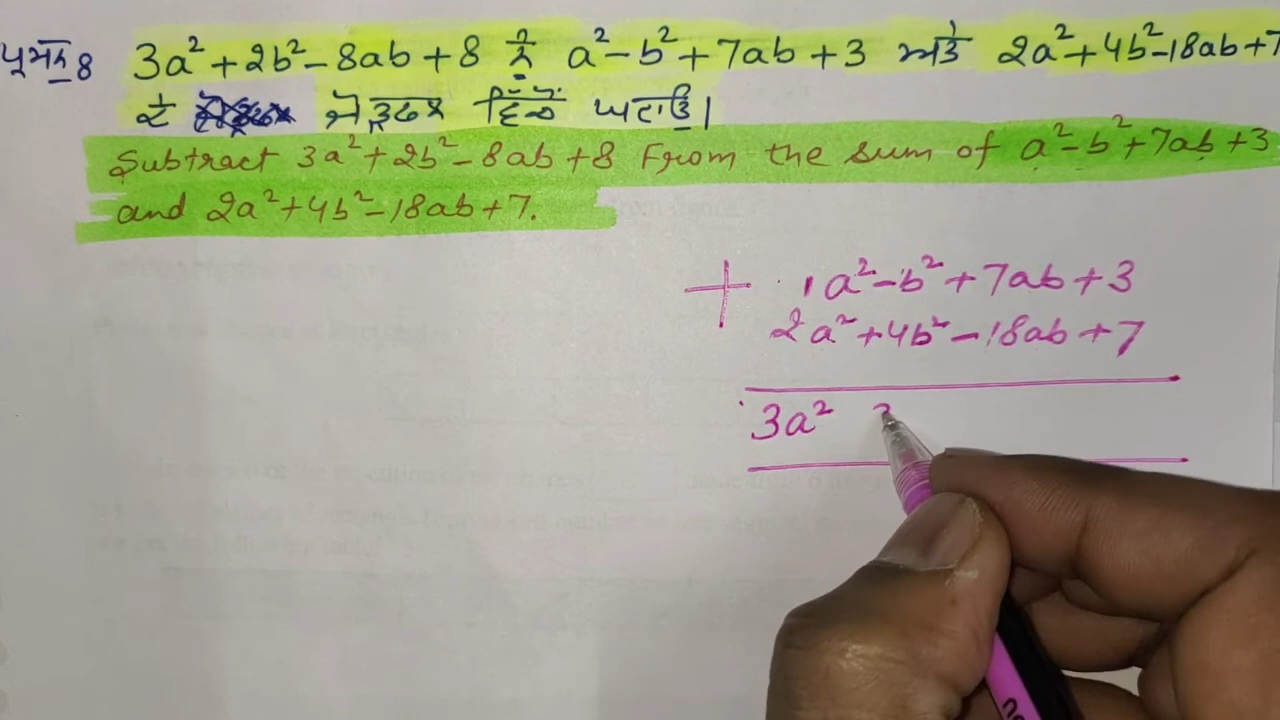 ਪ੍ਰਸ਼ਨ 8 3a² + 2b² - 8ab + 8 ਨੂੰ a² - b² + 7ab + 3 ਅਤੇ 2a² + 4b² - 18ab + 7
ਦੇ ਜੋੜਫਲ ਵਿੱਚੋਂ ਘਟਾਓ।
Subtract 3a² + 2b² - 8ab + 8 From the sum of a² - b² + 7ab + 3
and 2a² + 4b² - 18ab + 7.
+ 1a² - b² + 7ab + 3
2a² + 4b² - 18ab + 7
3a²